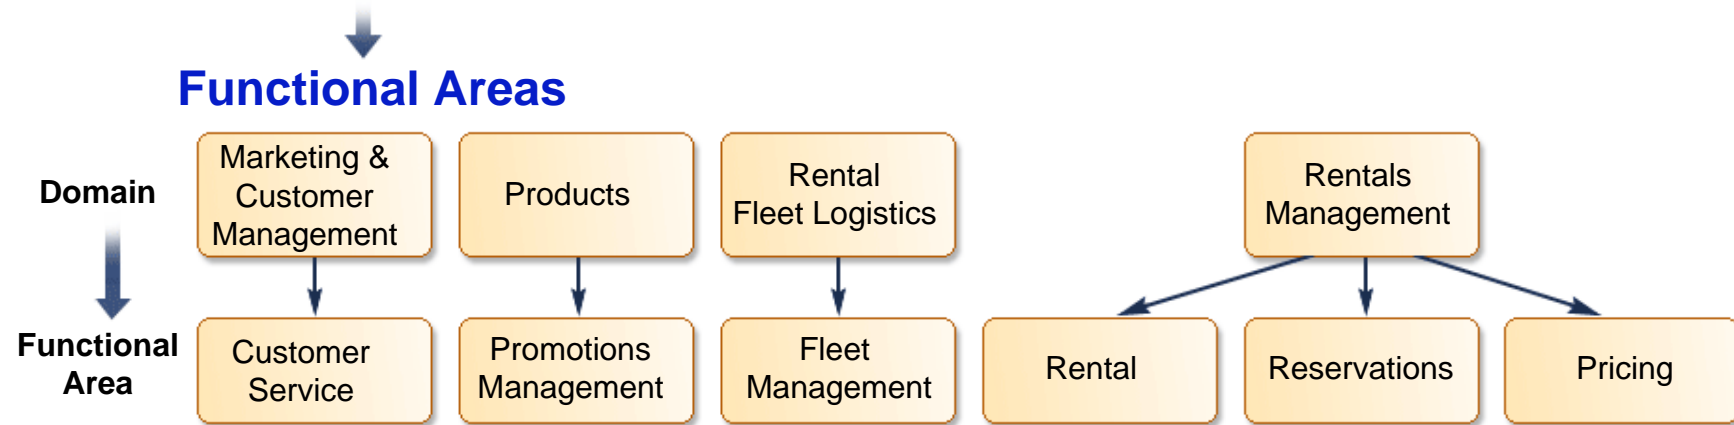 Functional Areas
Domain
Marketing &
Customer
Management
Products
Rental
Fleet Logistics
Rentals
Management
Functional
Area
Customer
Service
Promotions
Management
Fleet
Management
Rental
Reservations
Pricing